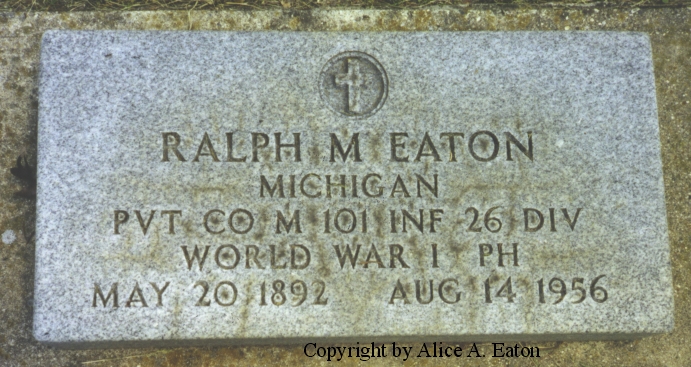 RALPH M EATON
MICHIGAN
PVT CO M 101 INF 26 DIV
WORLD WAR I PH
MAY 20 1892 AUG 14 1956
Copyright by Alice A. Eaton